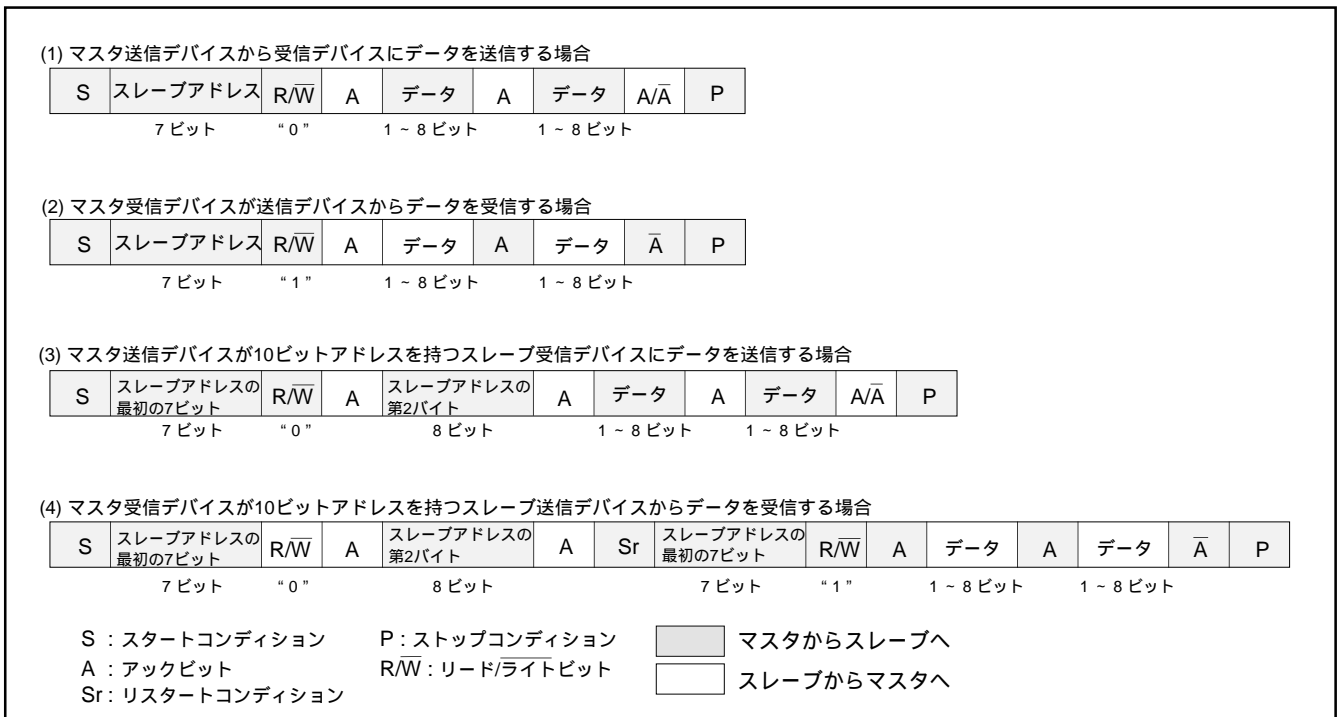 (1) マスタ送信デバイスから受信デバイスにデータを送信する場合
S スレーブアドレス R/W̅ A データ A データ A/A̅ P
7 ビット “ 0 ” 1 ~ 8 ビット 1 ~ 8 ビット
(2) マスタ受信デバイスが送信デバイスからデータを受信する場合
S スレーブアドレス R/W̅ A データ A データ A̅ P
7 ビット “ 1 ” 1 ~ 8 ビット 1 ~ 8 ビット
(3) マスタ送信デバイスが10ビットアドレスを持つスレーブ受信デバイスにデータを送信する場合
S スレーブアドレスの最初の7ビット R/W̅ A スレーブアドレスの第2バイト A データ A データ A/A̅ P
7 ビット “ 0 ” 8 ビット 1 ~ 8 ビット 1 ~ 8 ビット
(4) マスタ受信デバイスが10ビットアドレスを持つスレーブ送信デバイスからデータを受信する場合
S スレーブアドレスの最初の7ビット R/W̅ A スレーブアドレスの第2バイト A Sr スレーブアドレスの最初の7ビット R/W̅ A データ A データ A̅ P
7 ビット “ 0 ” 8 ビット 7 ビット “ 1 ” 1 ~ 8 ビット 1 ~ 8 ビット
S : スタートコンディション P : ストップコンディション マスタからスレーブへ
A : アックビット R/W̅ : リード/ラ̅イ̅ト̅ビット スレーブからマスタへ
Sr : リスタートコンディション